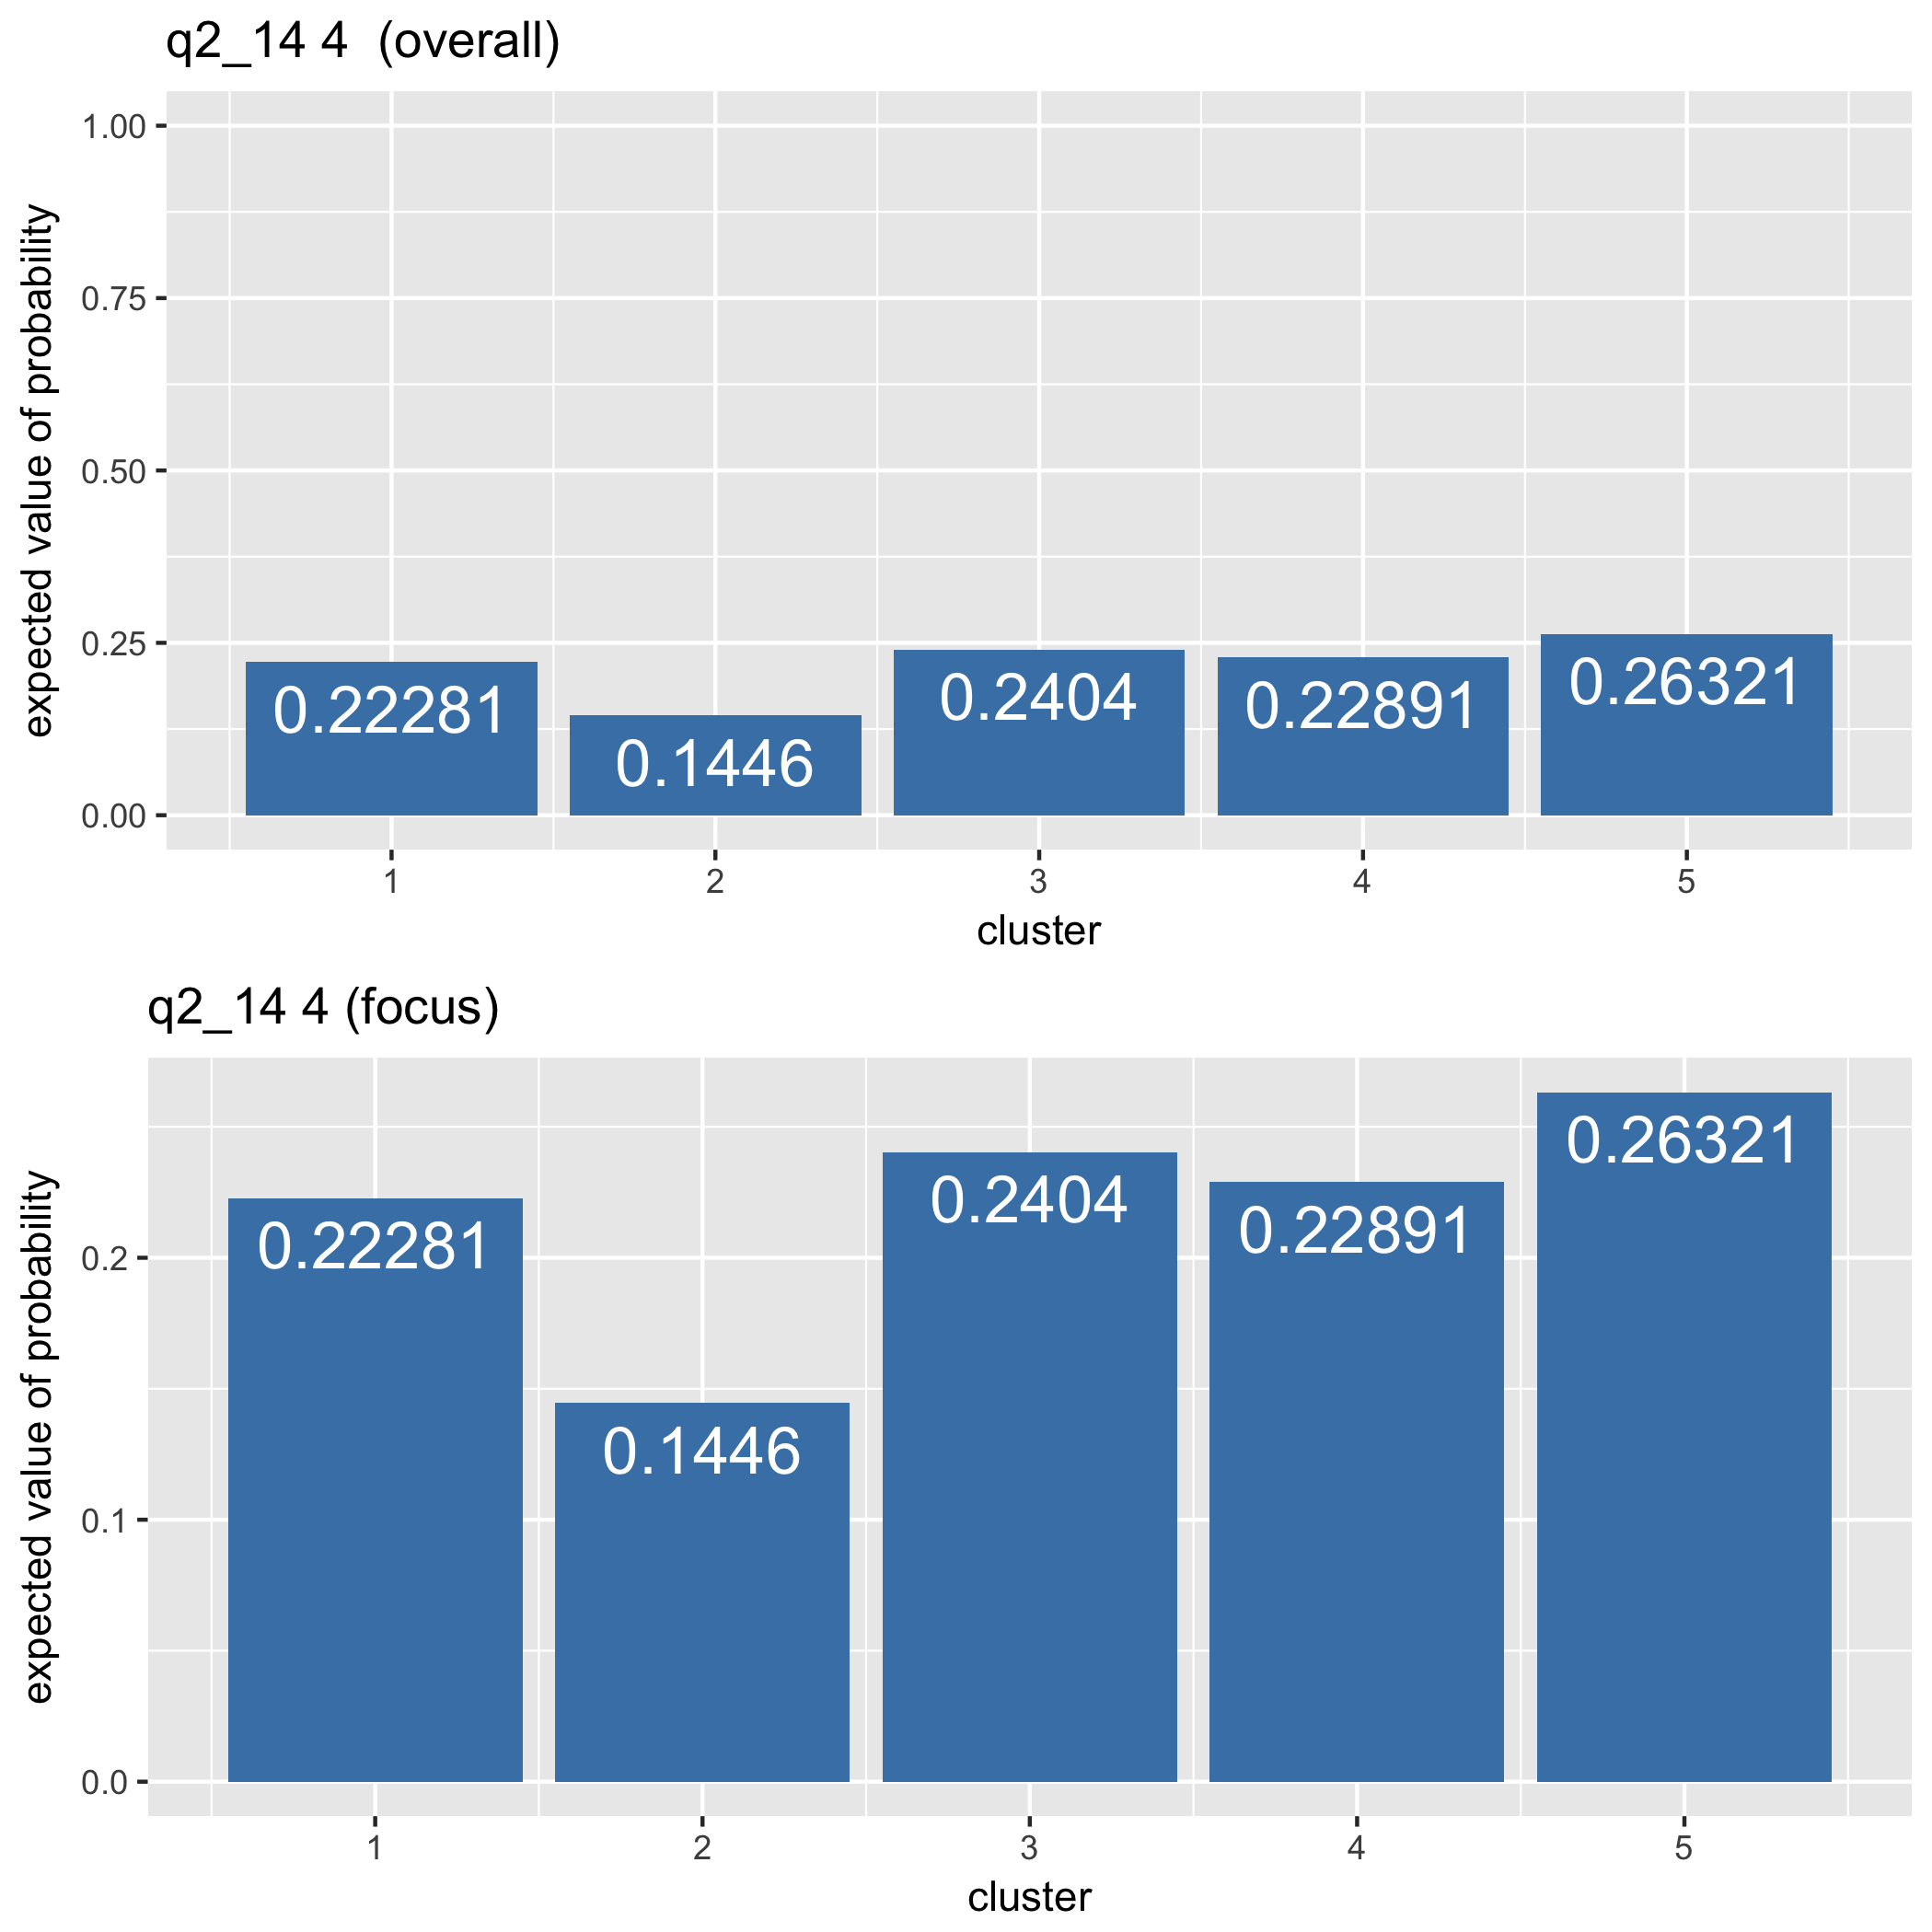 q2_14 4  (overall)
expected value of probability
1.00
0.75
0.50
0.25
0.00
0.22281
0.1446
0.2404
0.22891
0.26321
1 2 3 4 5
cluster
q2_14 4 (focus)
expected value of probability
0.2
0.1
0.0
0.22281
0.1446
0.2404
0.22891
0.26321
1 2 3 4 5
cluster